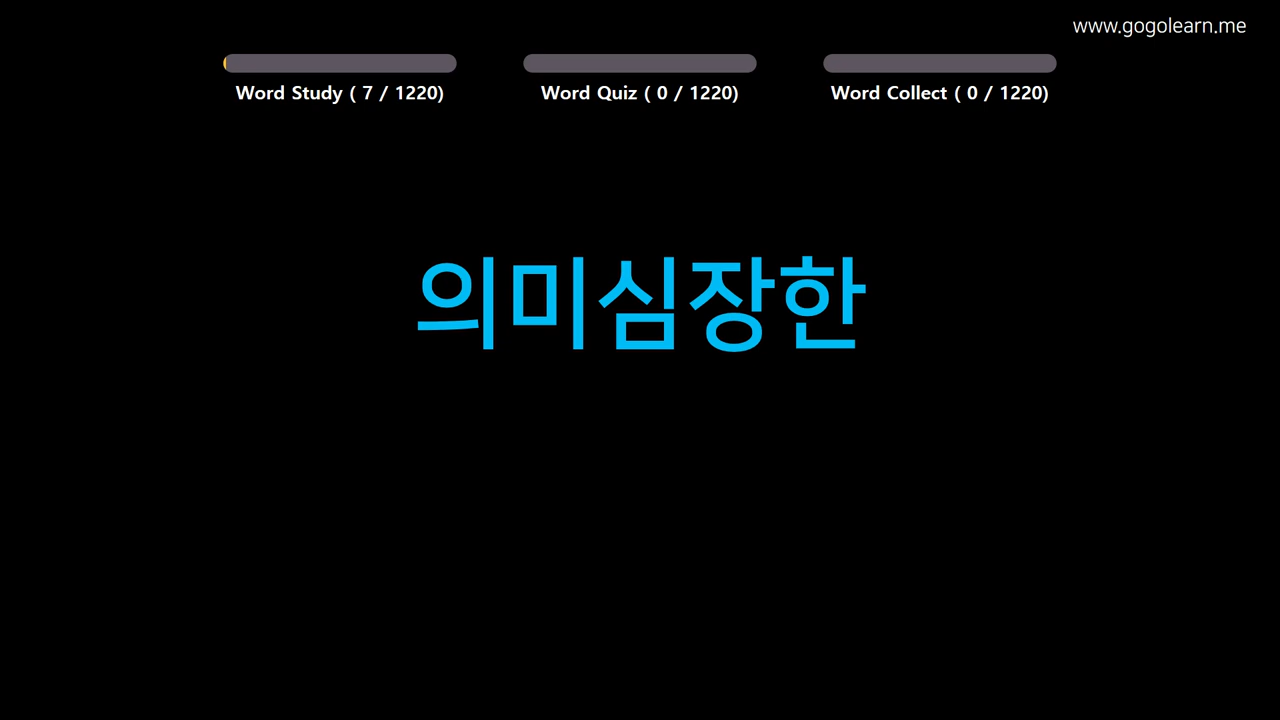 www.gogolearn.me
Word Study ( 7 / 1220)
Word Quiz ( 0 / 1220)
Word Collect ( 0 / 1220)
의미심장한